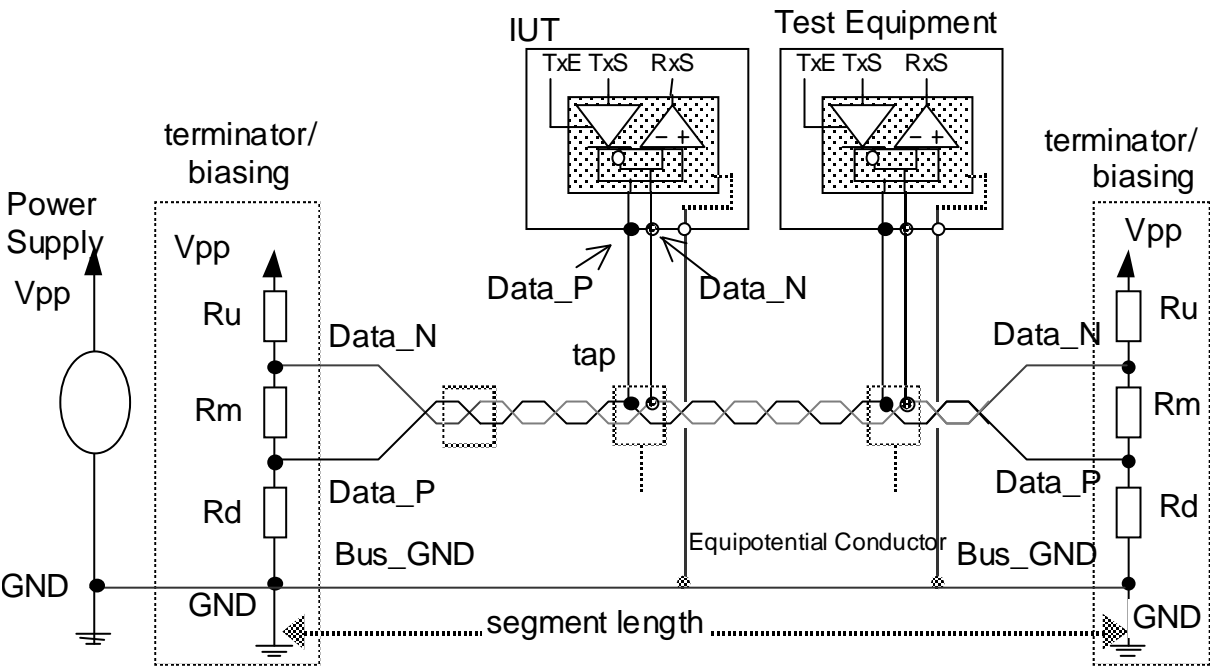 IUT
Test Equipment
TxE TxS RxS
TxE TxS RxS
- +
- +
terminator/
biasing
terminator/
biasing
Power
Supply
Vpp
Vpp
Vpp
Data_P
Data_N
Ru
Data_N
Data_N
Ru
tap
Rm
Rm
Rd
Data_P
Data_P
Rd
Bus_GND
Equipotential Conductor
Bus_GND
GND
GND
segment length
GND